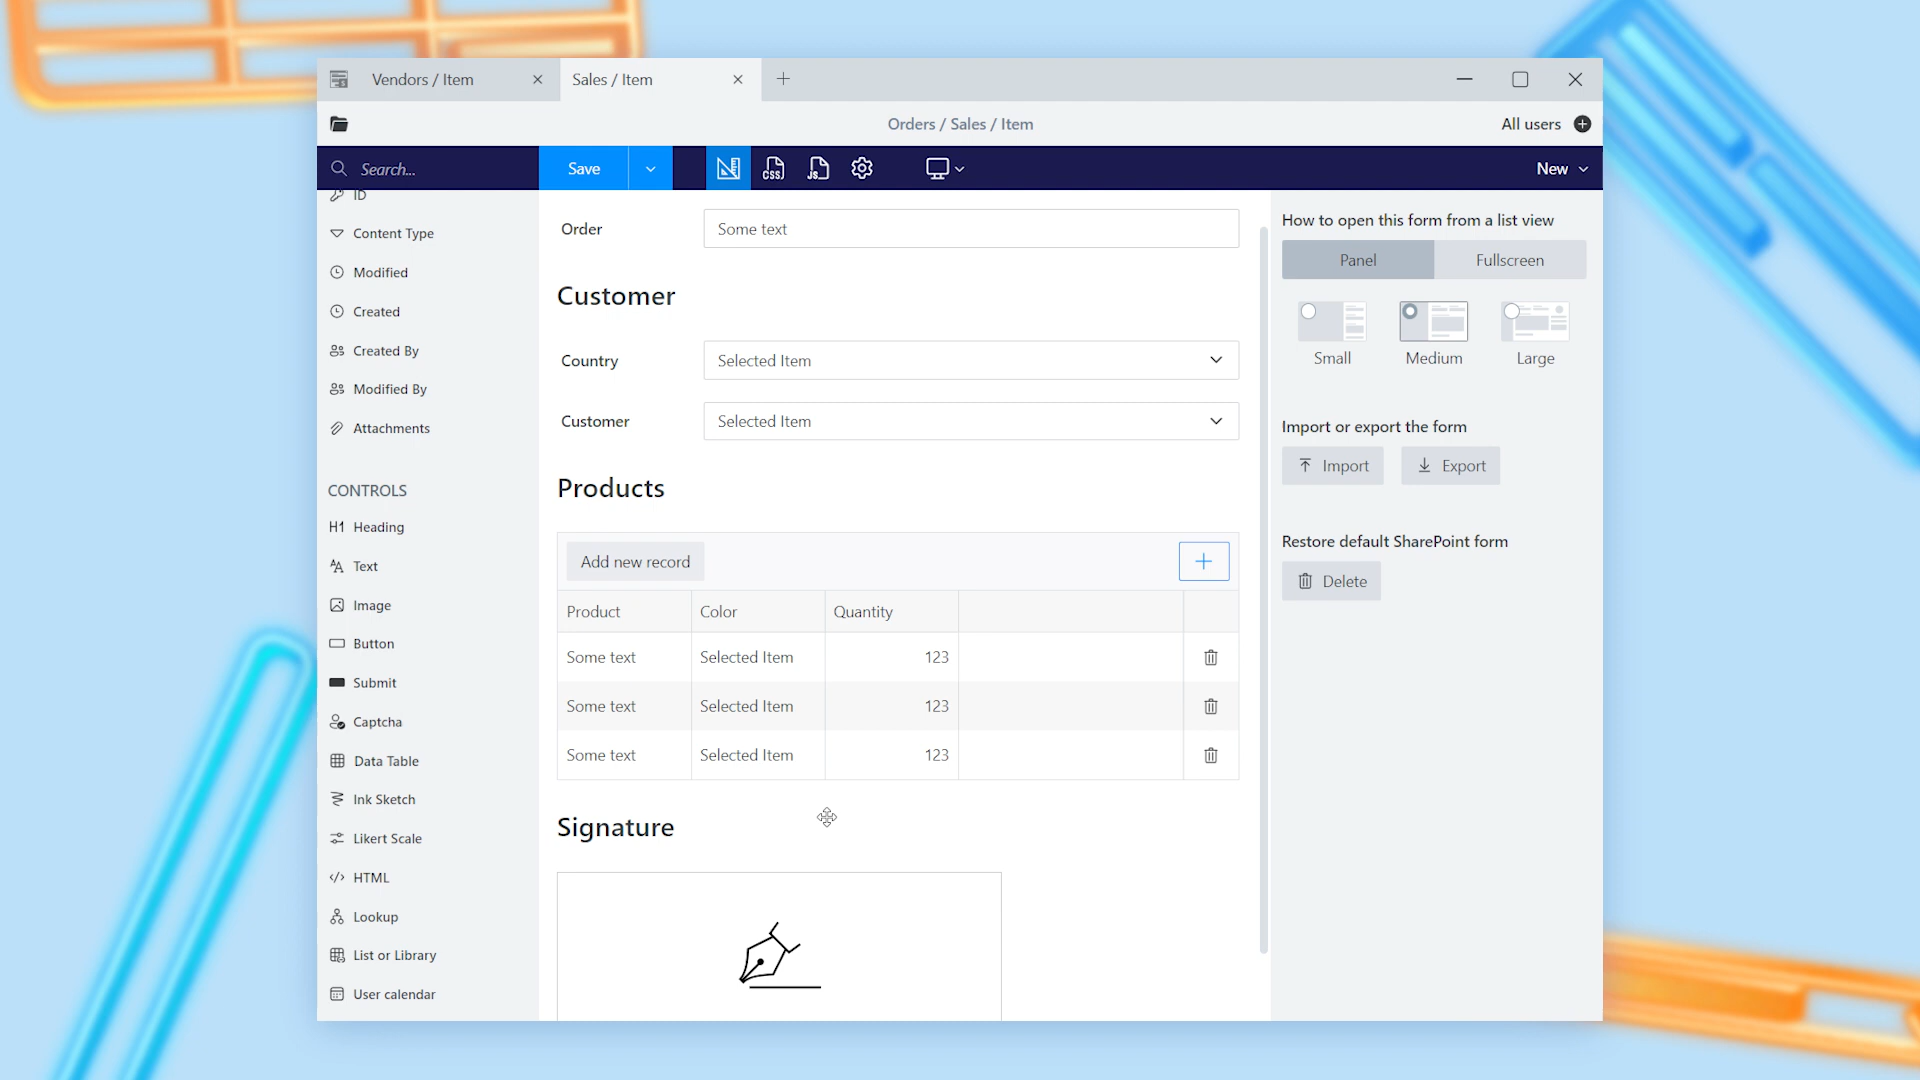 Vendors / Item
Sales / Item
Orders / Sales / Item
All users
Search...
Save
CSS
JS
New
ID
Content Type
Modified
Created
Created By
Modified By
Attachments
CONTROLS
H1 Heading
Text
Image
Button
Submit
Captcha
Data Table
Ink Sketch
Likert Scale
HTML
Lookup
List or Library
User calendar
Order
Some text
Customer
Country
Selected Item
Customer
Selected Item
Products
Add new record
Product Color Quantity
Some text Selected Item 123
Some text Selected Item 123
Some text Selected Item 123
Signature
How to open this form from a list view
Panel Fullscreen
Small Medium Large
Import or export the form
Import Export
Restore default SharePoint form
Delete